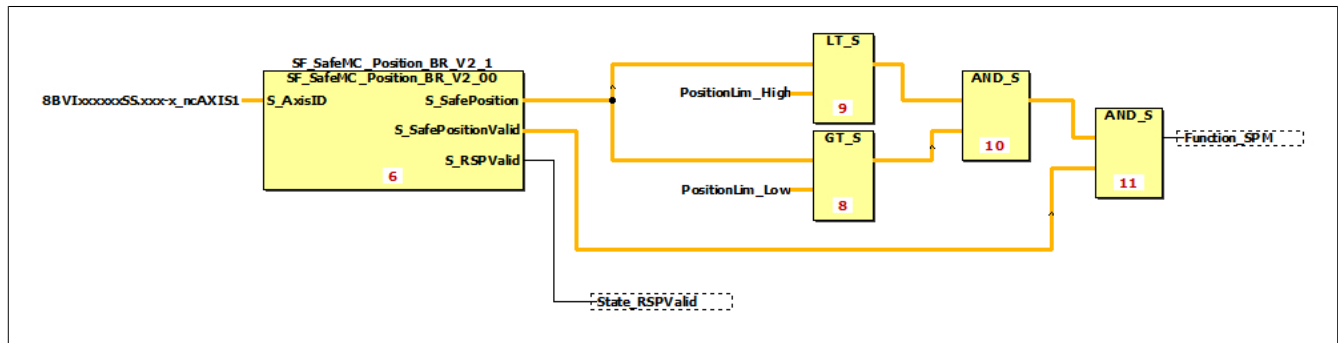 SF_SafeMC_Position_BR_V2_1
SF_SafeMC_Position_BR_V2_00
8BVIxxxxxxSS.xxx-x_ncAXIS1
S_AxisID
S_SafePosition
S_SafePositionValid
S_RSPValid
6
LT_S
PositionLim_High
9
GT_S
PositionLim_Low
8
AND_S
10
AND_S
11
Function_SPM
State_RSPValid